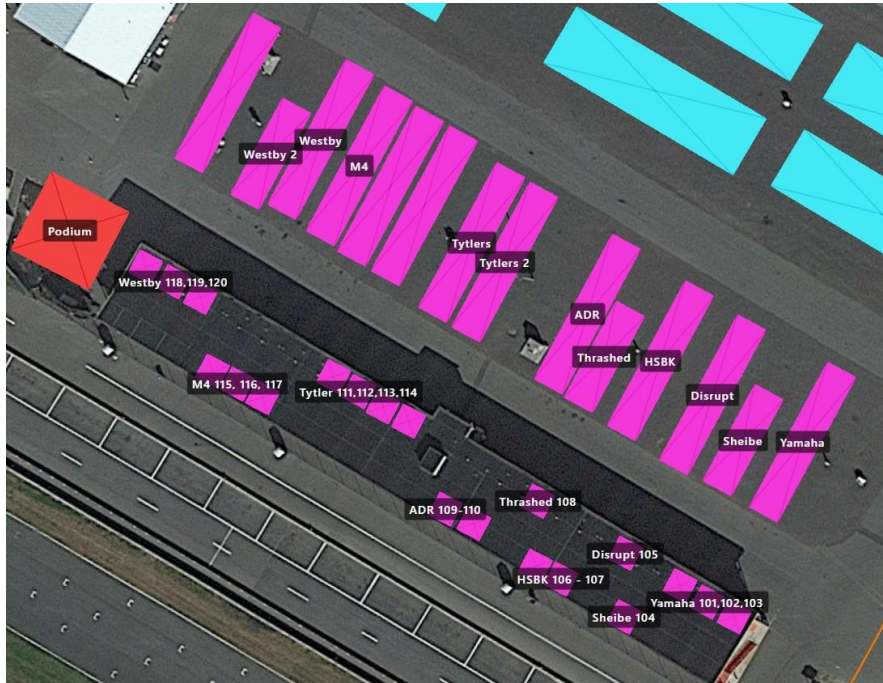 Westby
Westby 2
M4
Podium
Tytlers
Tytlers 2
Westby 118,119,120
ADR
Thrashed
HSBK
M4 115, 116, 117
Tytler 111,112,113,114
Disrupt
Sheibe
Yamaha
Thrashed 108
ADR 109-110
Disrupt 105
HSBK 106 - 107
Yamaha 101,102,103
Sheibe 104